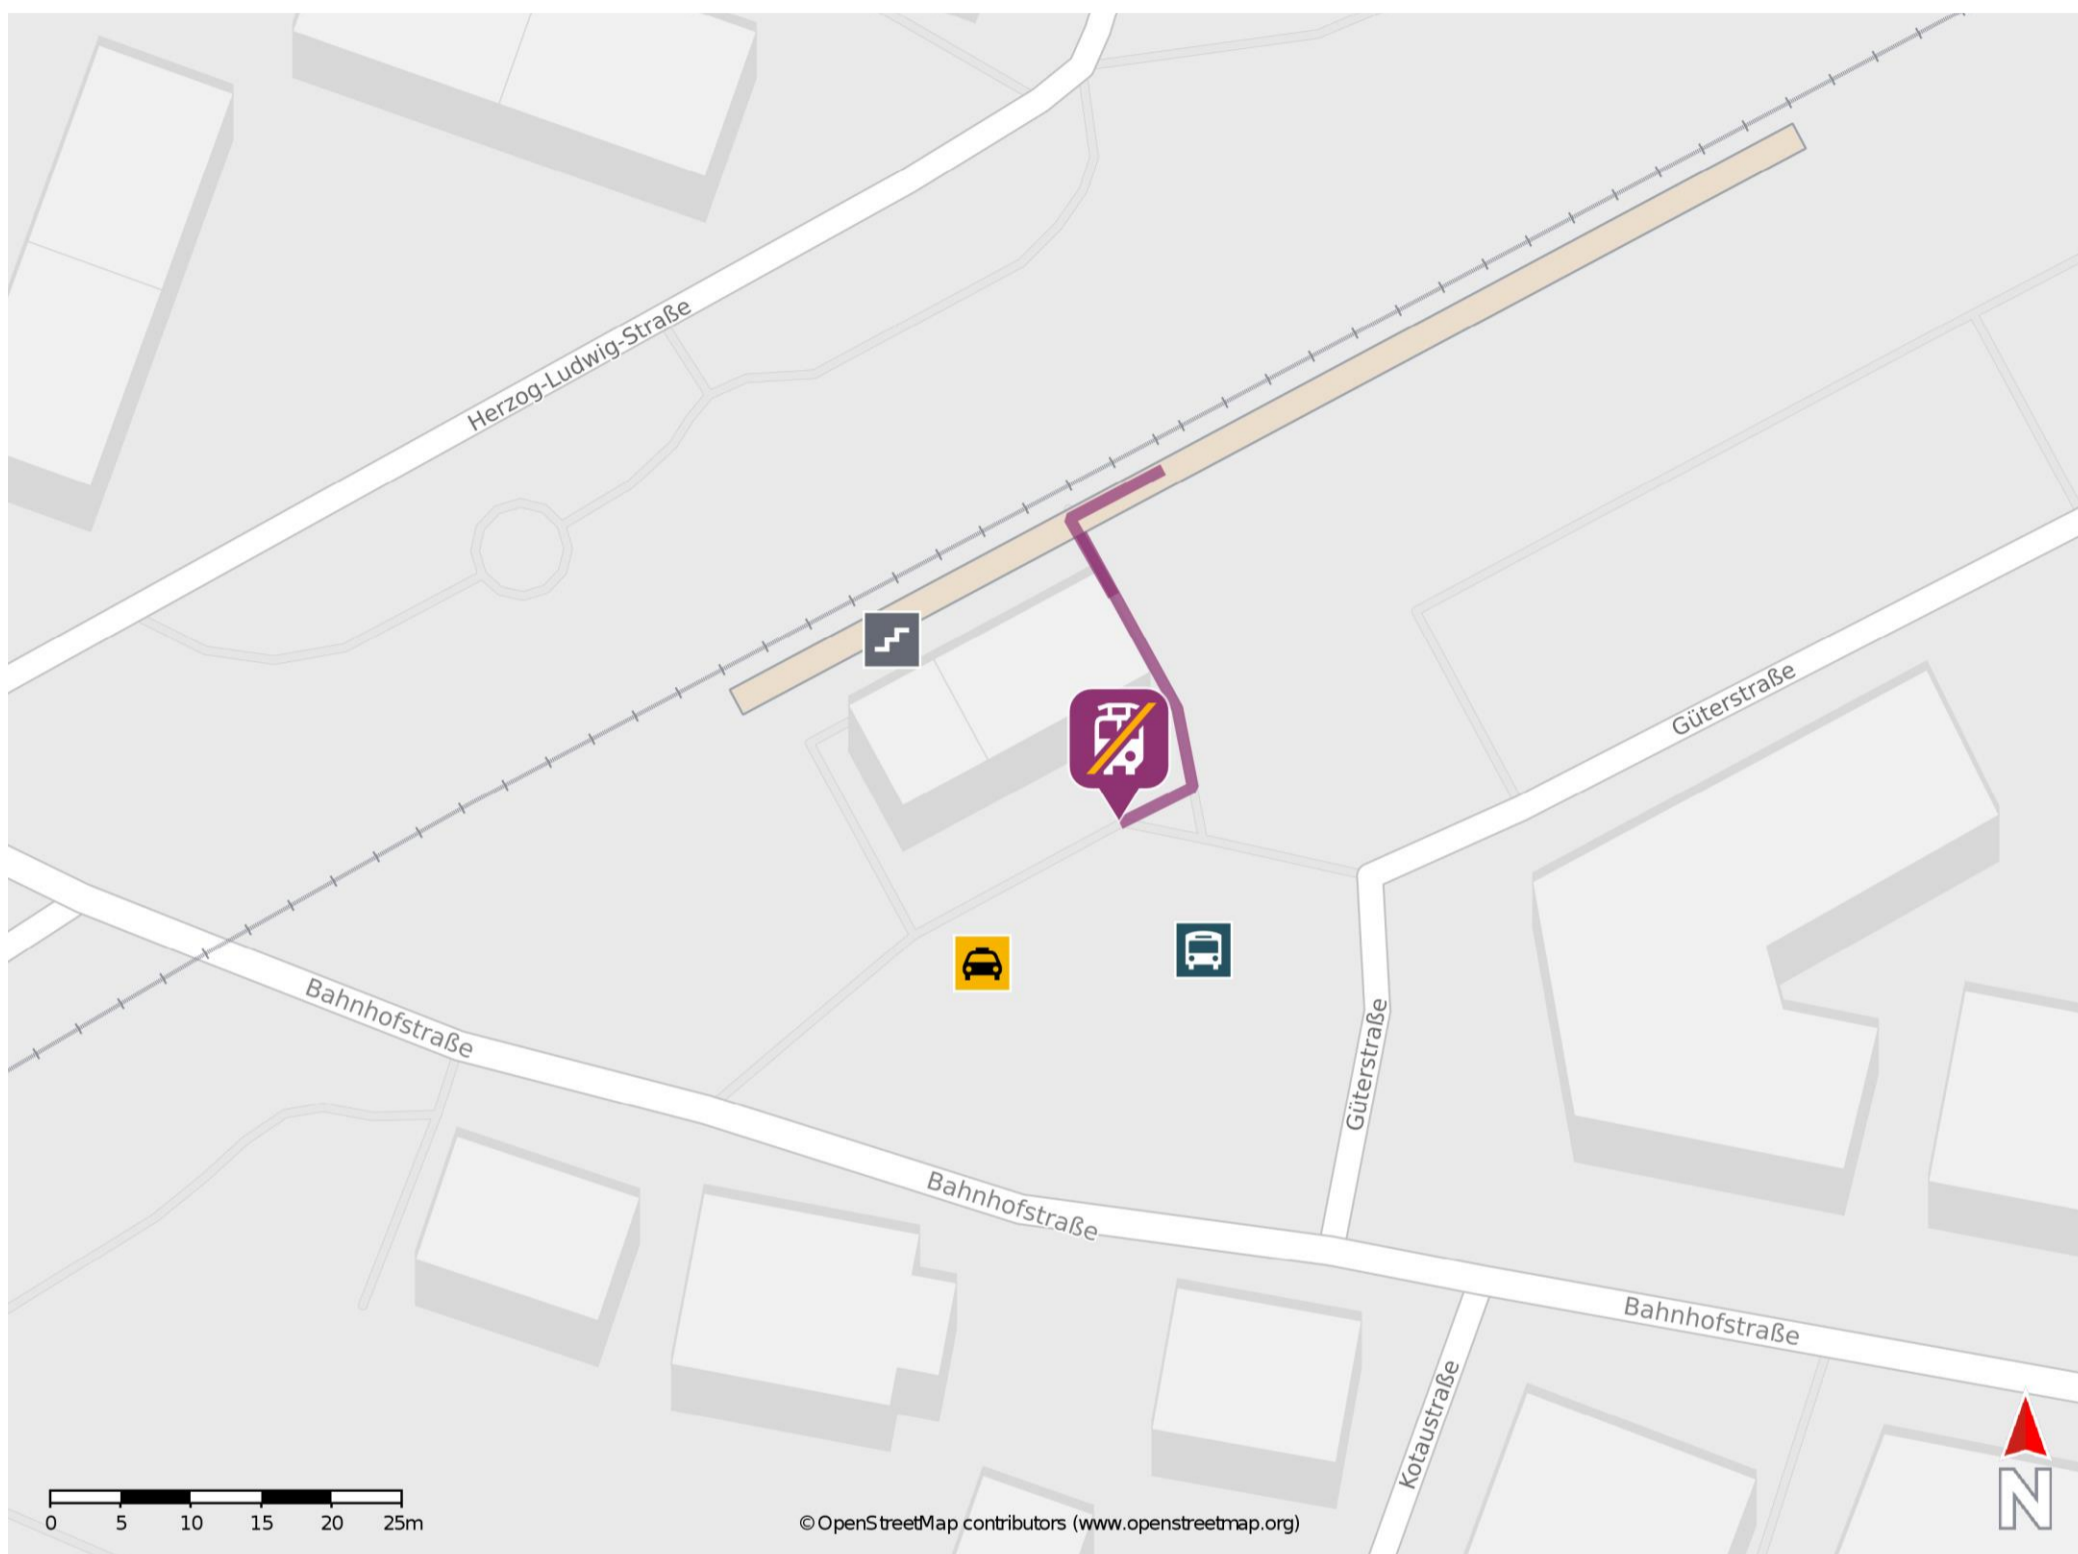 Herzog-Ludwig-Straße
Güterstraße
Bahnhofstraße
Güterstraße
Bahnhofstraße
Bahnhofstraße
Kotaustraße
0 5 10 15 20 25m
© OpenStreetMap contributors (www.openstreetmap.org)
N